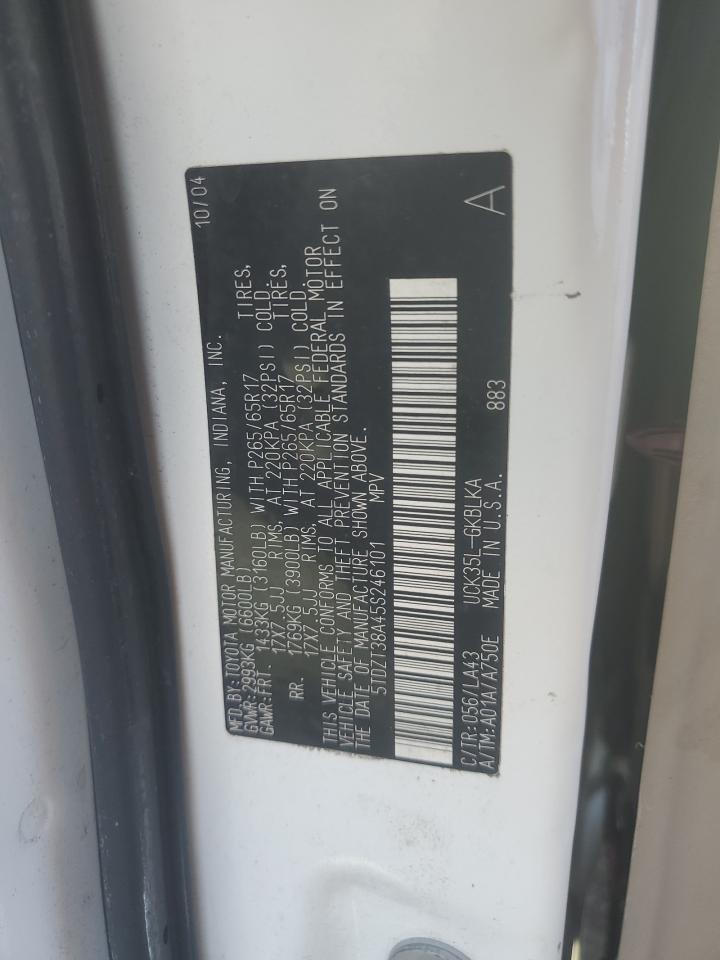 MFD. BY: TOYOTA MOTOR MANUFACTURING, INDIANA, INC. 10/04
GVWR: 2993KG (6600LB)
GAWR: FRT. 1433KG (3160LB) WITH P265/65R17 TIRES,
17X7.5JJ RIMS, AT 220KPA (32PSI) COLD.
RR. 1769KG (3900LB) WITH P265/65R17 TIRES,
17X7.5JJ RIMS, AT 220KPA (32PSI) COLD.
THIS VEHICLE CONFORMS TO ALL APPLICABLE FEDERAL MOTOR
VEHICLE SAFETY AND THEFT PREVENTION STANDARDS IN EFFECT ON
THE DATE OF MANUFACTURE SHOWN ABOVE.
5TDZT38A45S246101 MPV
C/TR: 056/LA43 UCK35L-GKBLKA
A/TM: A01A/A750E MADE IN U.S.A. 883 A